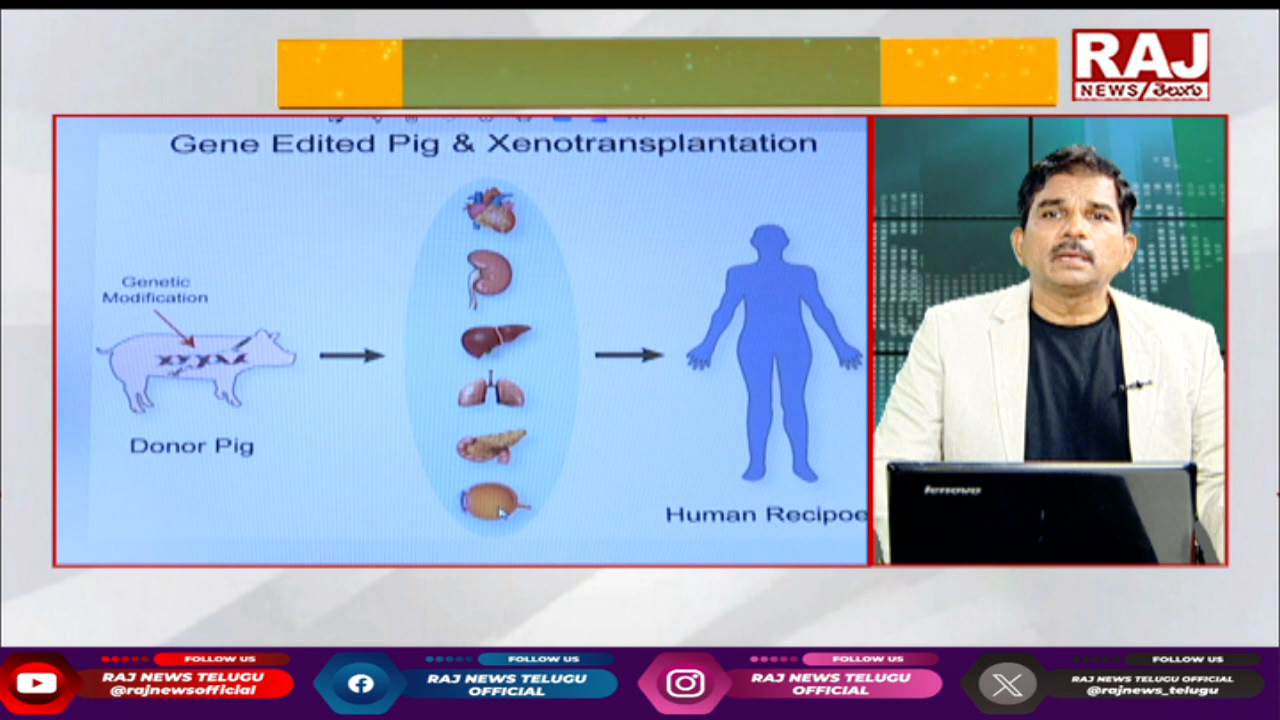 RAJ
NEWS తెలుగు
Gene Edited Pig & Xenotransplantation
Genetic
Modification
Donor Pig
Human Recipoe
lenovo
FOLLOW US
RAJ NEWS TELUGU
@rajnewsofficial
FOLLOW US
RAJ NEWS TELUGU
OFFICIAL
FOLLOW US
RAJ NEWS TELUGU
OFFICIAL
FOLLOW US
RAJ NEWS TELUGU OFFICIAL
@rajnews_telugu